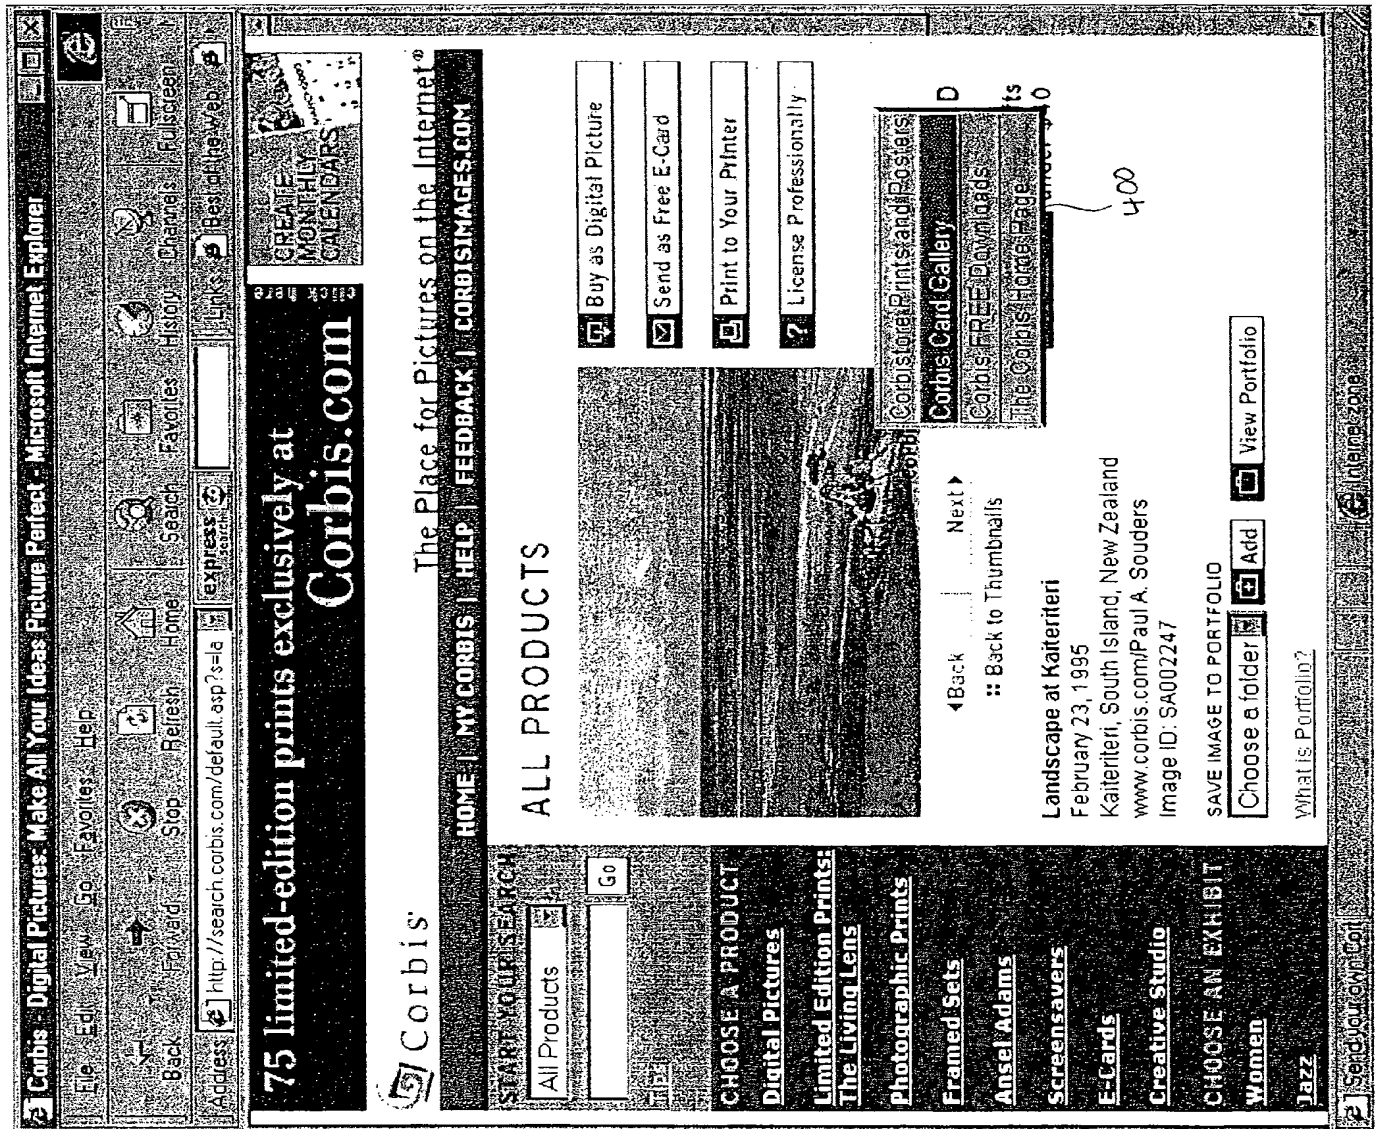 Corbis - Digital Pictures: Make All Your Ideas Picture Perfect - Microsoft Internet Explorer
File Edit View Go Favorites Help
Back Forward Stop Refresh Home Search Favorites History Channels Fullscreen
Address http://search.corbis.com/default.asp?s=la express search Links Best of the Web
75 limited-edition prints exclusively at
Corbis.com
click here
CREATE
MONTHLY
CALENDARS
Corbis
The Place for Pictures on the Internet®
HOME | MY CORBIS | HELP | FEEDBACK | CORBISIMAGES.COM
START YOUR SEARCH
All Products
Go
Tips
CHOOSE A PRODUCT
Digital Pictures
Limited Edition Prints:
The Living Lens
Photographic Prints
Framed Sets
Ansel Adams
Screensavers
E-Cards
Creative Studio
CHOOSE AN EXHIBIT
Women
Jazz
ALL PRODUCTS
Buy as Digital Picture
Send as Free E-Card
Print to Your Printer
License Professionally
Corbis Card Gallery
Corbis FREE Downloads
The Corbis Home Page
D
fts
0
400
Back Next
:: Back to Thumbnails
Landscape at Kaiteriteri
February 23, 1995
Kaiteriteri, South Island, New Zealand
www.corbis.com/Paul A. Souders
Image ID: SA002247
SAVE IMAGE TO PORTFOLIO
Choose a folder Add View Portfolio
What is Portfolio?
Internet zone